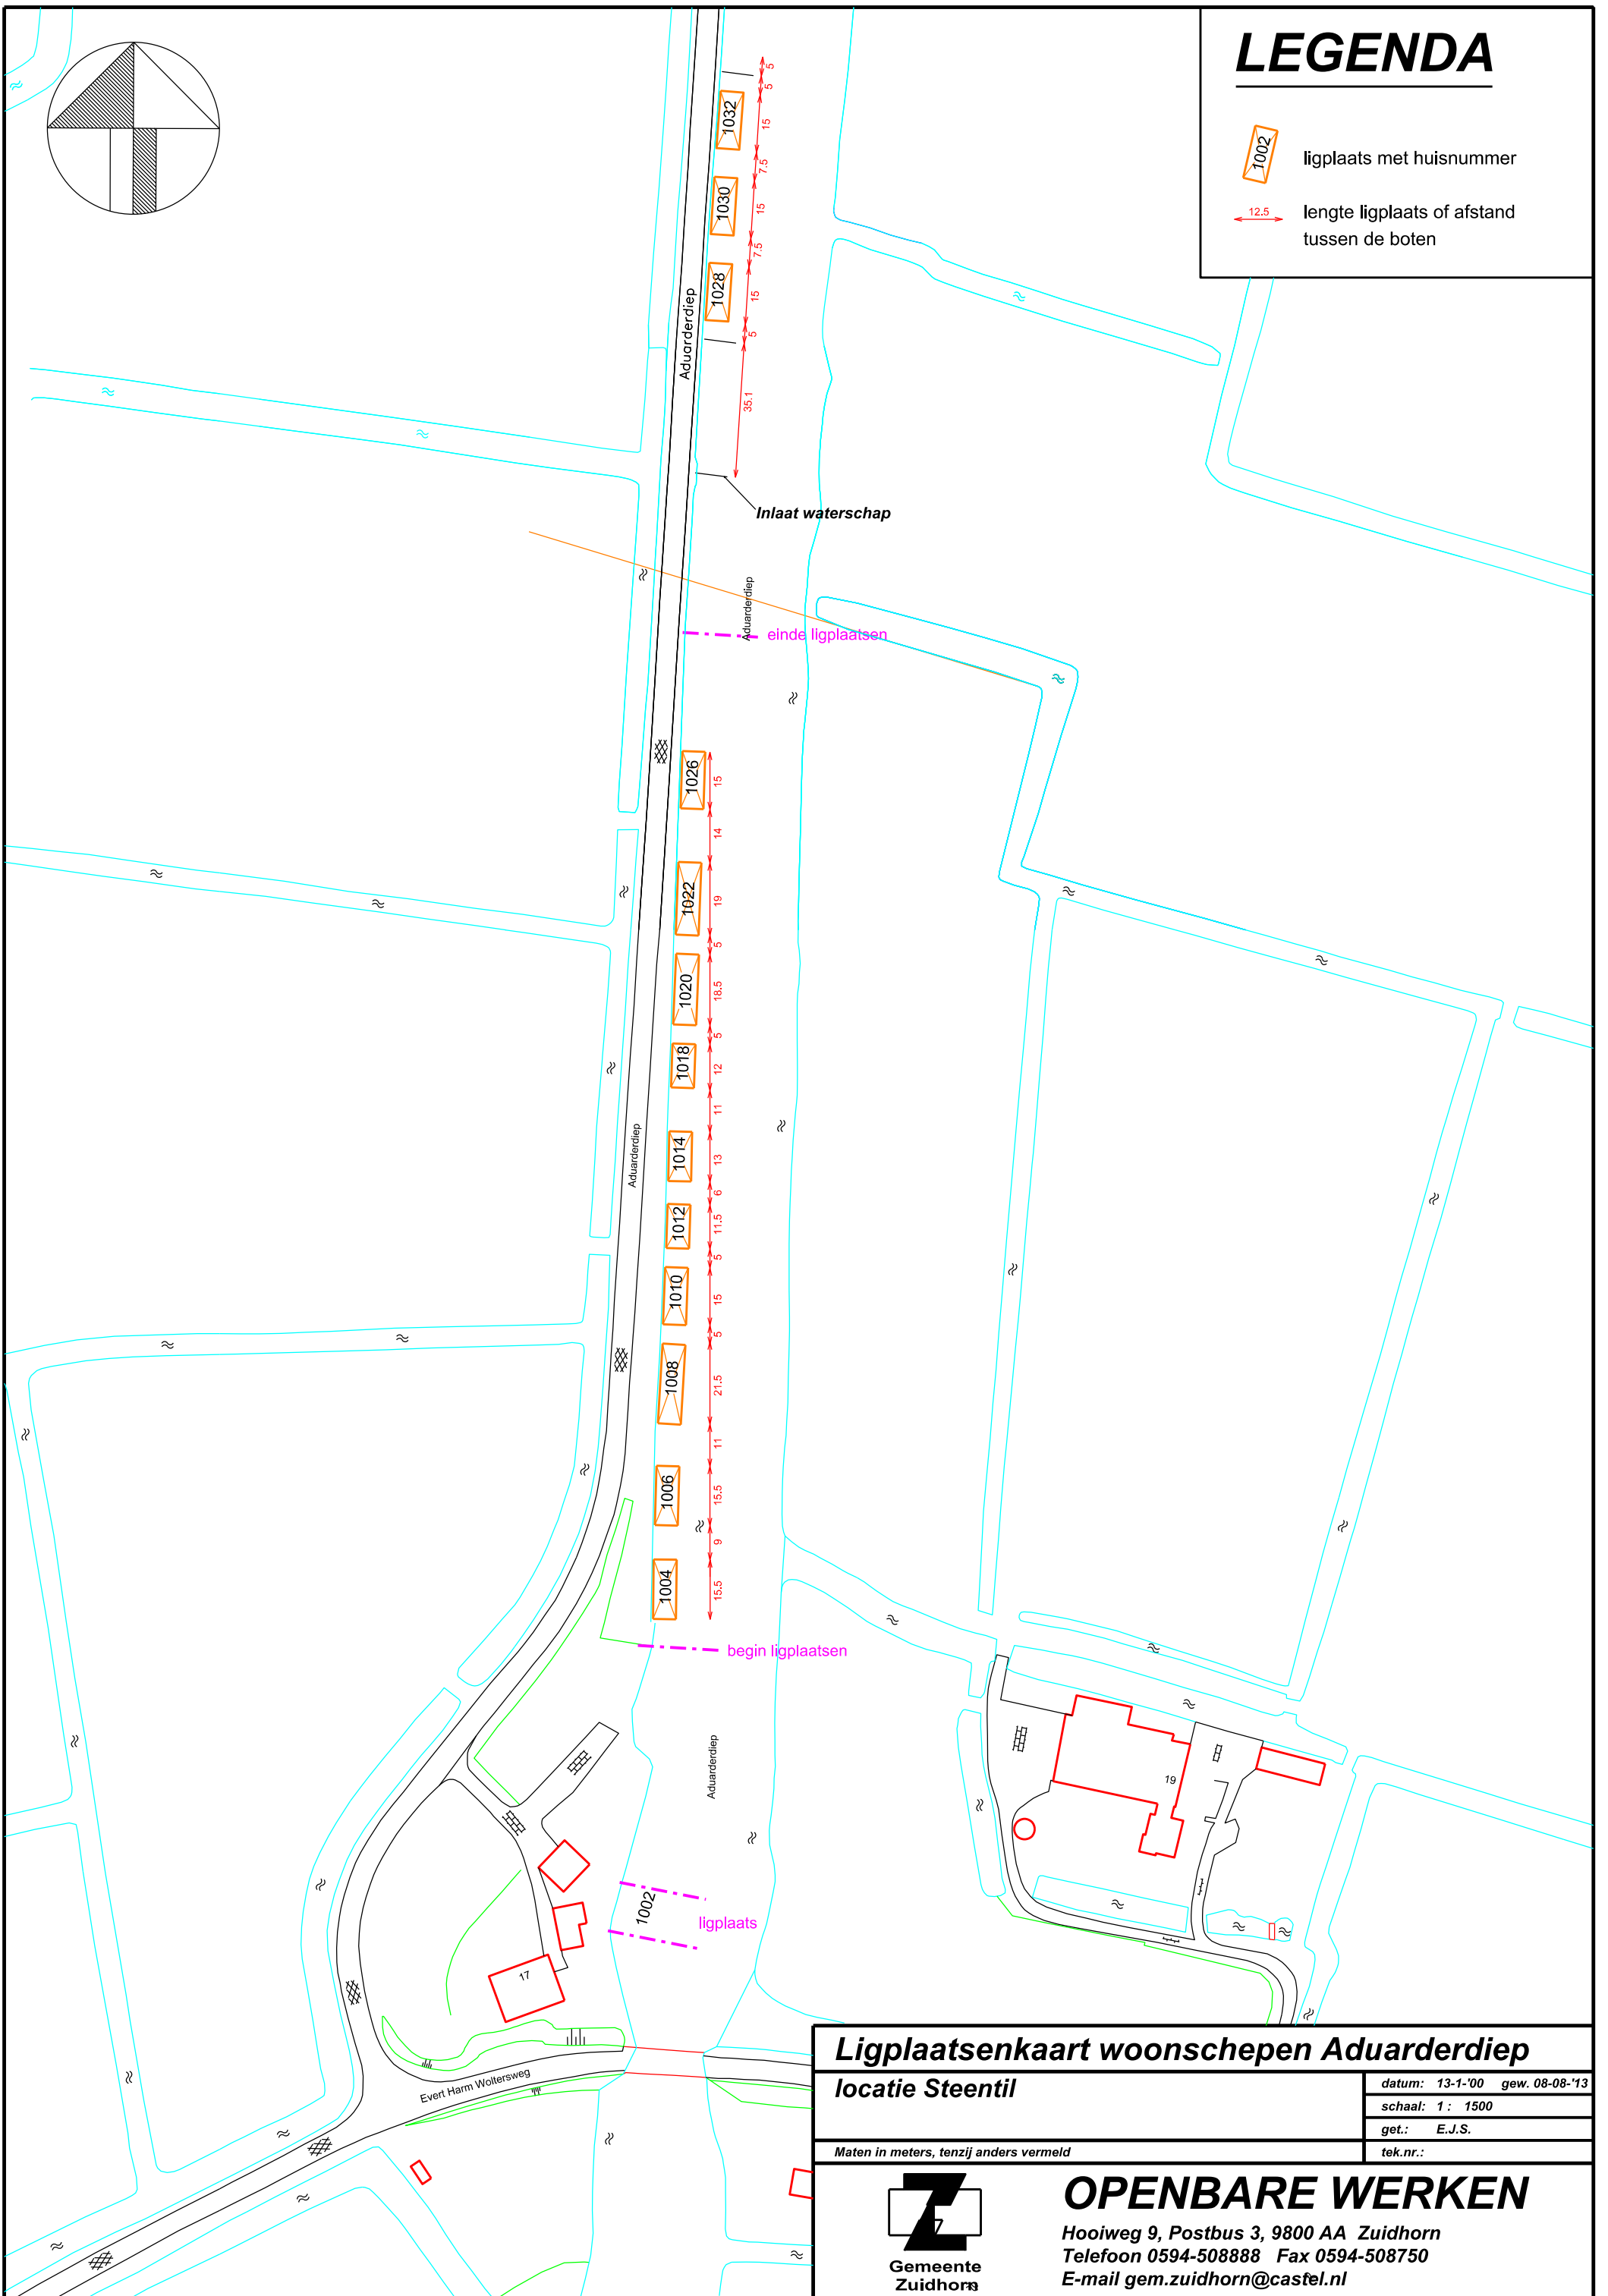 LEGENDA
1002
ligplaats met huisnummer
12.5
lengte ligplaats of afstand
tussen de boten
5
5
1032
15
7.5
1030
15
7.5
1028
15
5
Aduarderdiep
35.1
Inlaat waterschap
Aduarderdiep
einde ligplaatsen
1026
15
14
1022
19
5
1020
18.5
5
1018
12
11
Aduarderdiep
1014
13
6
1012
11.5
5
1010
15
5
1008
21.5
11
1006
15.5
9
1004
15.5
begin ligplaatsen
Aduarderdiep
19
1002
ligplaats
17
Evert Harm Woltersweg
Ligplaatsenkaart woonschepen Aduarderdiep
locatie Steentil
datum: 13-1-'00 gew. 08-08-'13
schaal: 1 : 1500
get.: E.J.S.
Maten in meters, tenzij anders vermeld
tek.nr.:
OPENBARE WERKEN
Hooiweg 9, Postbus 3, 9800 AA Zuidhorn
Telefoon 0594-508888 Fax 0594-508750
E-mail gem.zuidhorn@castel.nl
Gemeente
Zuidhorn